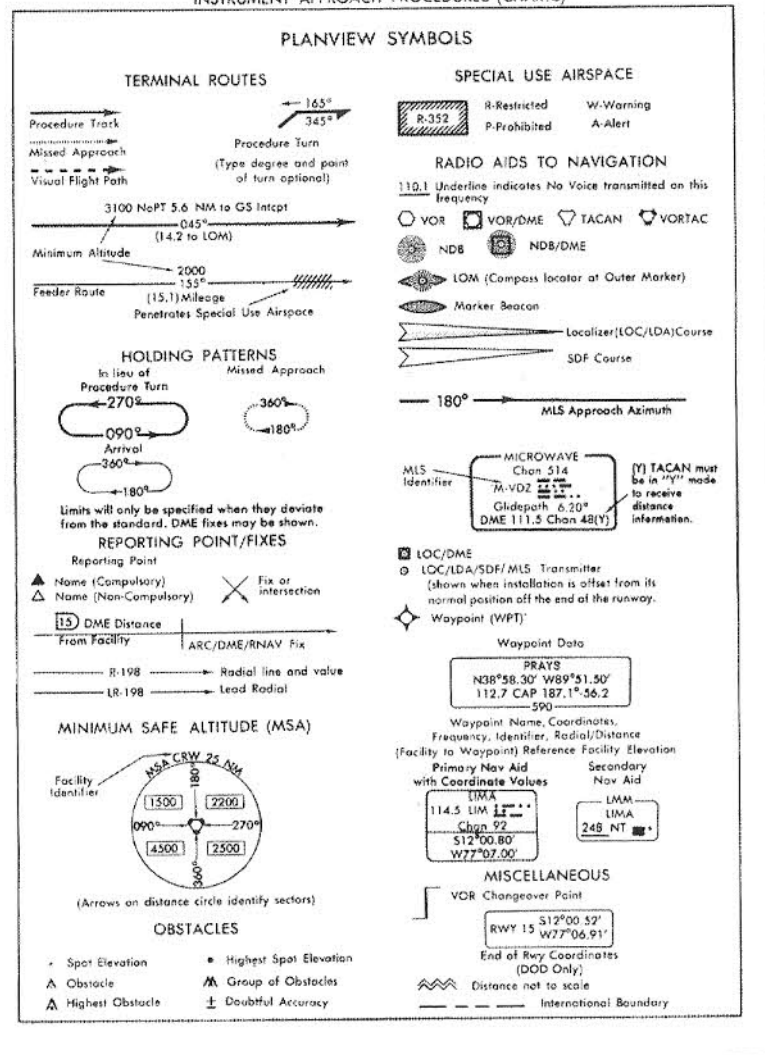 INSTRUMENT APPROACH PROCEDURES (CHARTS)
PLANVIEW SYMBOLS
TERMINAL ROUTES
165°
345°
Procedure Track
Missed Approach
Visual Flight Path
Procedure Turn
(Type degree and point
of turn optional)
3100 NoPT 5.6 NM to GS Intcpt
045°
(14.2 to LOM)
Minimum Altitude
2000
155°
Feeder Route
(15.1) Mileage
Penetrates Special Use Airspace
HOLDING PATTERNS
In lieu of
Procedure Turn
Missed Approach
270°
090°
360°
180°
Arrival
360°
180°
Limits will only be specified when they deviate
from the standard. DME fixes may be shown.
REPORTING POINT/FIXES
Reporting Point
Name (Compulsory)
Name (Non-Compulsory)
Fix or
intersection
15 DME Distance
From Facility
ARC/DME/RNAV Fix
R-198 Radial line and value
LR-198 Lead Radial
MINIMUM SAFE ALTITUDE (MSA)
Facility
Identifier
MSA CRW 25 NM
180°
1500 2200
090° 270°
4500 2500
360°
(Arrows on distance circle identify sectors)
OBSTACLES
Spot Elevation
Highest Spot Elevation
Obstacle
Group of Obstacles
Highest Obstacle
± Doubtful Accuracy
SPECIAL USE AIRSPACE
R-352
R-Restricted W-Warning
P-Prohibited A-Alert
RADIO AIDS TO NAVIGATION
110.1 Underline indicates No Voice transmitted on this
frequency
VOR VOR/DME TACAN VORTAC
NDB NDB/DME
LOM (Compass locator at Outer Marker)
Marker Beacon
Localizer(LOC/LDA)Course
SDF Course
180°
MLS Approach Azimuth
MLS
Identifier
MICROWAVE
Chan 514
M-VDZ
Glidepath 6.20°
DME 111.5 Chan 48(Y)
(Y) TACAN must
be in "Y" mode
to receive
distance
information.
LOC/DME
LOC/LDA/SDF/MLS Transmitter
(shown when installation is offset from its
normal position off the end of the runway.
Waypoint (WPT)
Waypoint Data
PRAYS
N38°58.30' W89°51.50'
112.7 CAP 187.1°-56.2
590
Waypoint Name, Coordinates,
Frequency, Identifier, Radial/Distance
(Facility to Waypoint) Reference Facility Elevation
Primary Nav Aid
with Coordinate Values
Secondary
Nav Aid
LIMA
114.5 LIM
Chan 92
S12°00.80'
W77°07.00'
LMM
LIMA
248 NT
MISCELLANEOUS
VOR Changeover Point
RWY 15 S12°00.52'
W77°06.91'
End of Rwy Coordinates
(DOD Only)
Distance not to scale
International Boundary